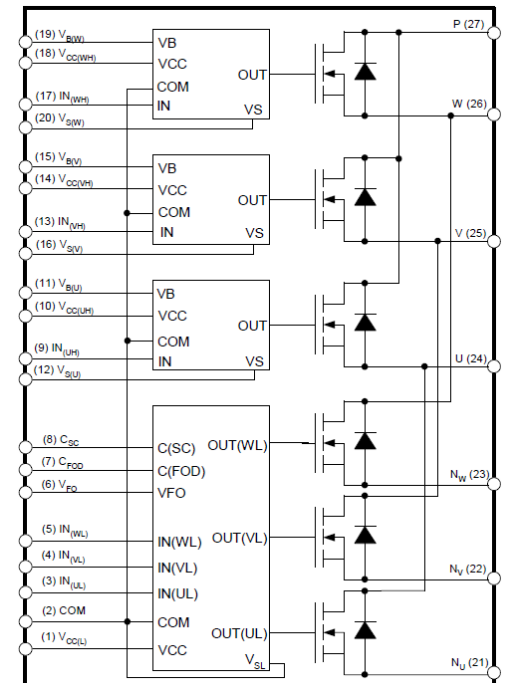 (19) VB(W)
(18) VCC(WH)
(17) IN(WH)
(20) VS(W)
VB
VCC
COM
IN
OUT
VS
P (27)
W (26)
(15) VB(V)
(14) VCC(VH)
(13) IN(VH)
(16) VS(V)
VB
VCC
COM
IN
OUT
VS
V (25)
(11) VB(U)
(10) VCC(UH)
(9) IN(UH)
(12) VS(U)
VB
VCC
COM
IN
OUT
VS
U (24)
(8) CSC
(7) CFOD
(6) VFO
(5) IN(WL)
(4) IN(VL)
(3) IN(UL)
(2) COM
(1) VCC(L)
C(SC)
C(FOD)
VFO
IN(WL)
IN(VL)
IN(UL)
COM
VCC
OUT(WL)
OUT(VL)
OUT(UL)
VSL
NW (23)
NV (22)
NU (21)